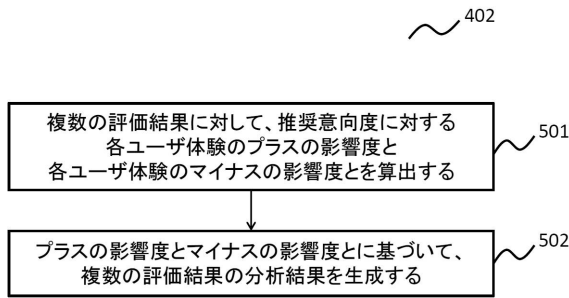 402
複数の評価結果に対して、推奨意向度に対する
各ユーザ体験のプラスの影響度と
各ユーザ体験のマイナスの影響度とを算出する
501
プラスの影響度とマイナスの影響度とに基づいて、
複数の評価結果の分析結果を生成する
502